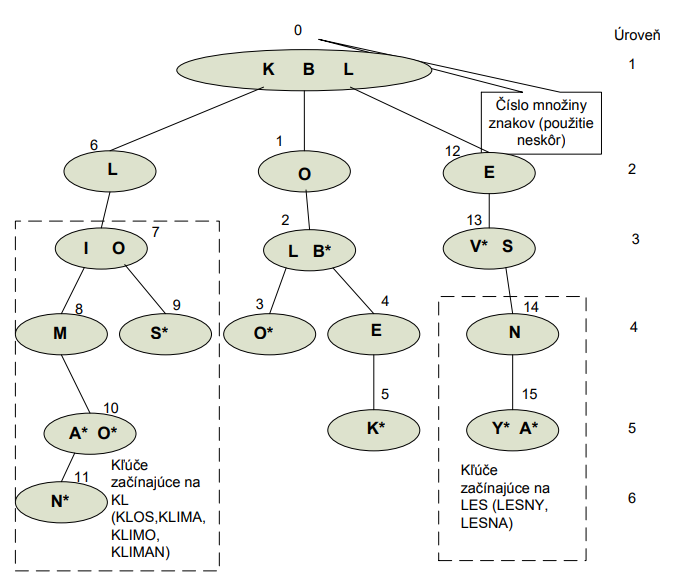 0
Úroveň
K B L
1
Číslo množiny
znakov (použitie
neskôr)
6
L
1
O
12
E
2
7
I O
2
L B*
13
V* S
3
8
M
9
S*
3
O*
4
E
14
N
4
10
A* O*
5
K*
15
Y* A*
5
11
N*
Kľúče
začínajúce na
KL
(KLOS,KLIMA,
KLIMO,
KLIMAN)
Kľúče
začínajúce na
LES (LESNY,
LESNA)
6